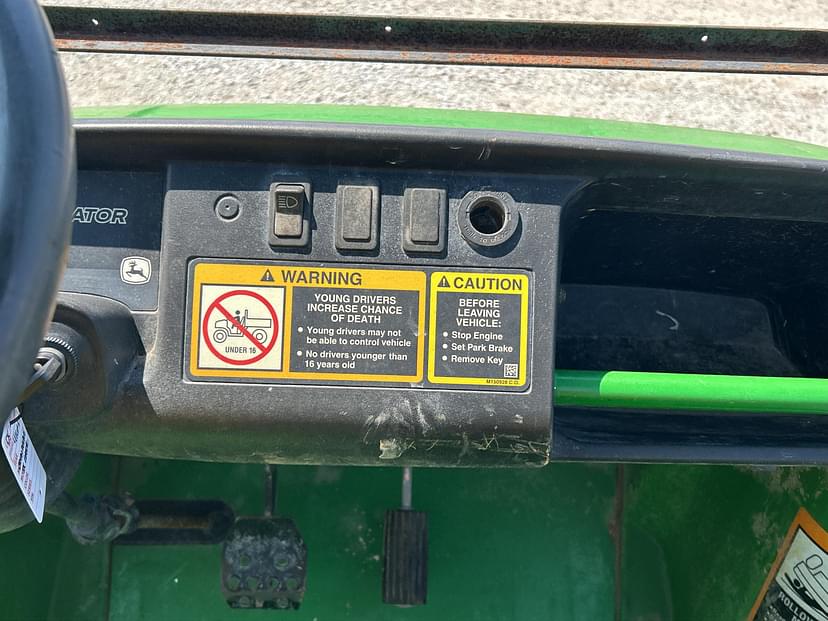 ATOR
WARNING
YOUNG DRIVERS
INCREASE CHANCE
OF DEATH
• Young drivers may not
be able to control vehicle
• No drivers younger than
16 years old
UNDER 16
CAUTION
BEFORE
LEAVING
VEHICLE:
• Stop Engine
• Set Park Brake
• Remove Key
ROLLOV